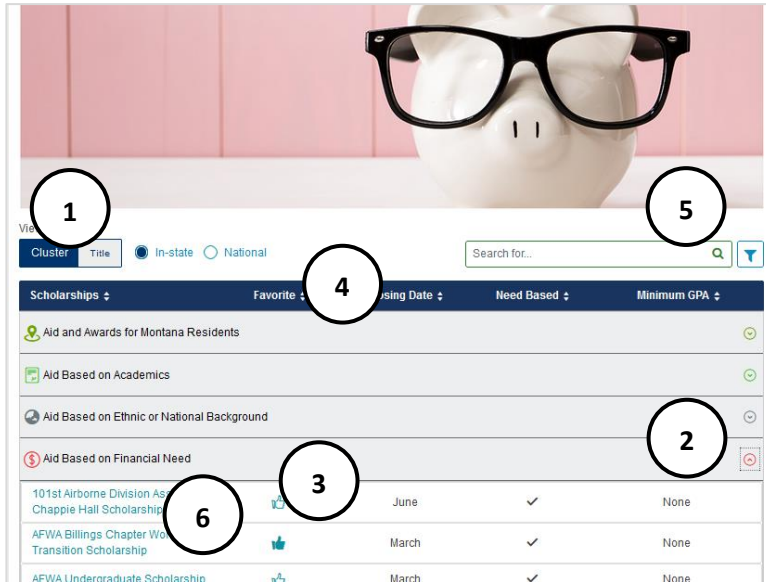 1
5
Vie
Cluster Title In-state National Search for...
4
Scholarships Favorite osing Date Need Based Minimum GPA
Aid and Awards for Montana Residents
Aid Based on Academics
Aid Based on Ethnic or National Background
2
Aid Based on Financial Need
3
101st Airborne Division Ass
Chappie Hall Scholarship June None
6
AFWA Billings Chapter Wo
Transition Scholarship March None
AFWA Undergraduate Scholarship March None